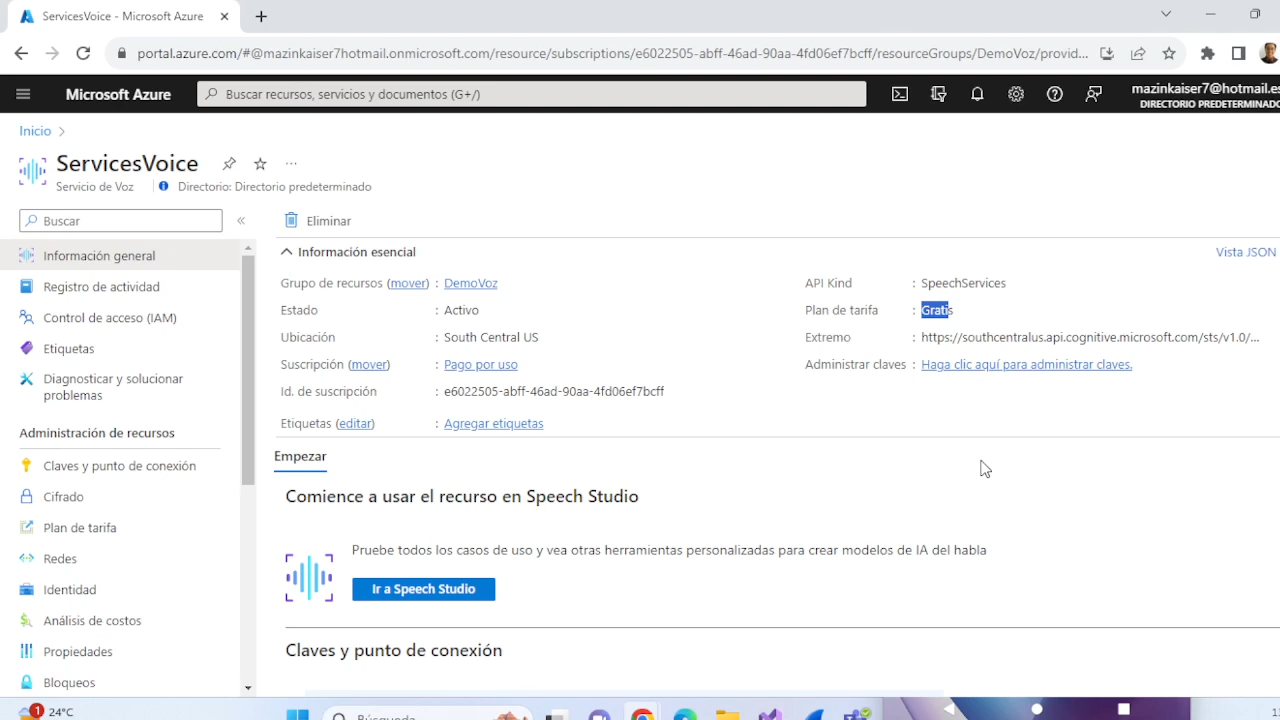 ServicesVoice - Microsoft Azure
portal.azure.com/#@mazinkaiser7hotmail.onmicrosoft.com/resource/subscriptions/e6022505-abff-46ad-90aa-4fd06ef7bcff/resourceGroups/DemoVoz/provid...
Microsoft Azure
Buscar recursos, servicios y documentos (G+/)
mazinkaiser7@hotmail.es
DIRECTORIO PREDETERMINADO
Inicio >
ServicesVoice
Servicio de Voz
Directorio: Directorio predeterminado
Buscar
Eliminar
Información general
Registro de actividad
Control de acceso (IAM)
Etiquetas
Diagnosticar y solucionar
problemas
Administración de recursos
Claves y punto de conexión
Cifrado
Plan de tarifa
Redes
Identidad
Análisis de costos
Propiedades
Bloqueos
Información esencial
Vista JSON
Grupo de recursos (mover) : DemoVoz
Estado : Activo
Ubicación : South Central US
Suscripción (mover) : Pago por uso
Id. de suscripción : e6022505-abff-46ad-90aa-4fd06ef7bcff
Etiquetas (editar) : Agregar etiquetas
API Kind : SpeechServices
Plan de tarifa : Gratis
Extremo : https://southcentralus.api.cognitive.microsoft.com/sts/v1.0/...
Administrar claves : Haga clic aquí para administrar claves.
Empezar
Comience a usar el recurso en Speech Studio
Pruebe todos los casos de uso y vea otras herramientas personalizadas para crear modelos de IA del habla
Ir a Speech Studio
Claves y punto de conexión
1
24°C
Búsqueda